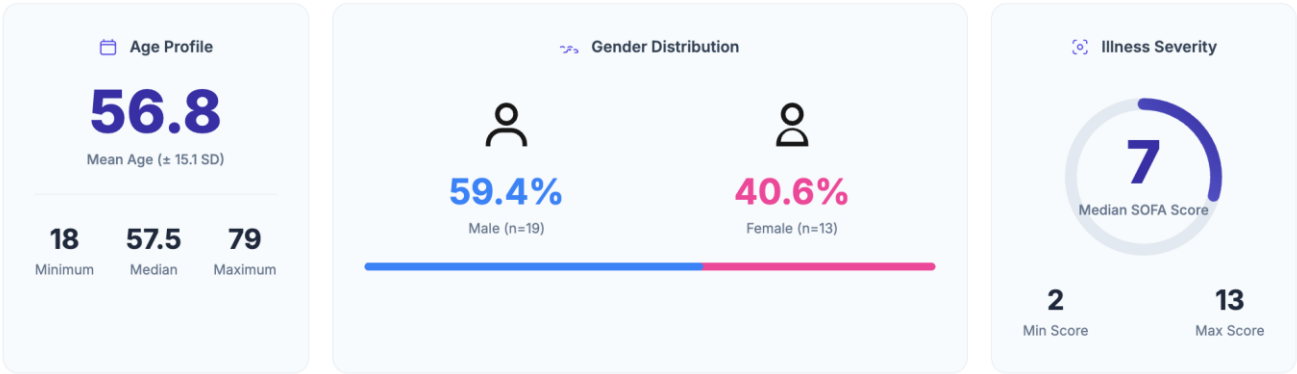 Age Profile
56.8
Mean Age (± 15.1 SD)
18
Minimum
57.5
Median
79
Maximum
Gender Distribution
59.4%
Male (n=19)
40.6%
Female (n=13)
Illness Severity
7
Median SOFA Score
2
Min Score
13
Max Score